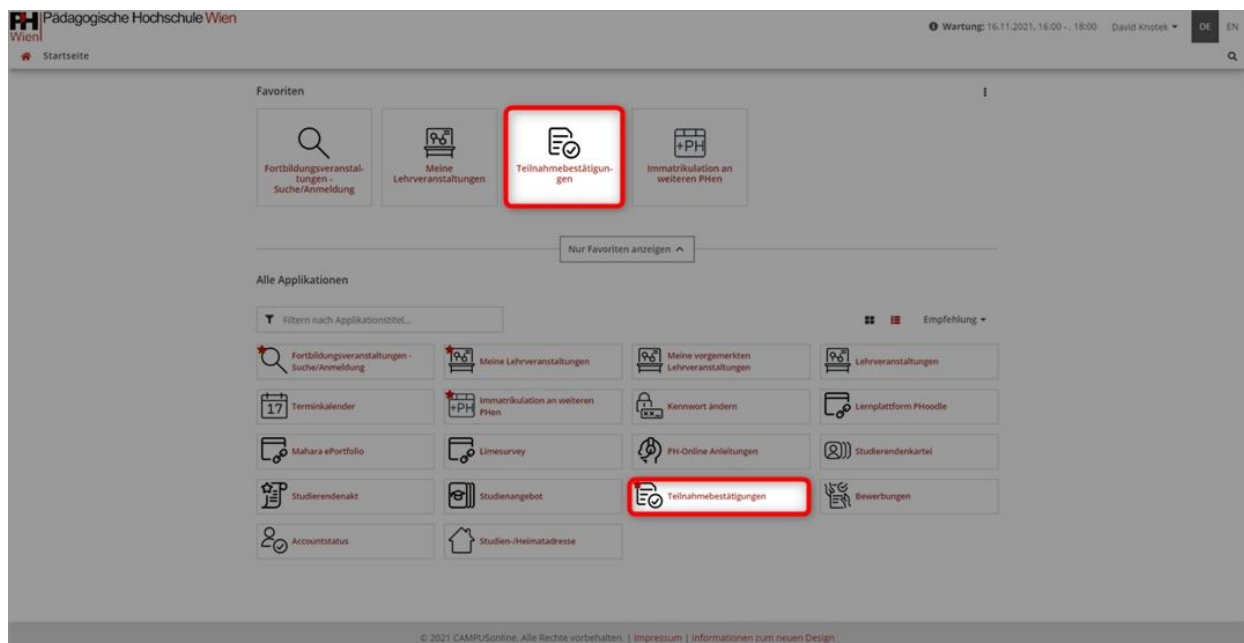 PH Pädagogische Hochschule Wien
Wien
Wartung: 16.11.2021, 16:00 - , 18:00 David Knotek DE EN
Startseite
Favoriten
Fortbildungsveranstal-
tungen -
Suche/Anmeldung
Meine
Lehrveranstaltungen
Teilnahmebestätigun-
gen
+PH
Immatrikulation an
weiteren PHen
Nur Favoriten anzeigen
Alle Applikationen
Filtern nach Applikationstitel...
Empfehlung
Fortbildungsveranstaltungen -
Suche/Anmeldung
Meine Lehrveranstaltungen
Meine vorgemerkten
Lehrveranstaltungen
Lehrveranstaltungen
17 Terminkalender
+PH Immatrikulation an weiteren
PHen
Kennwort ändern
Lernplattform PHoodle
Mahara ePortfolio
Limesurvey
PH-Online Anleitungen
Studierendenkartei
Studierendenakt
Studienangebot
Teilnahmebestätigungen
Bewerbungen
Accountstatus
Studien-/Heimatadresse
© 2021 CAMPUSonline. Alle Rechte vorbehalten. | Impressum | Informationen zum neuen Design